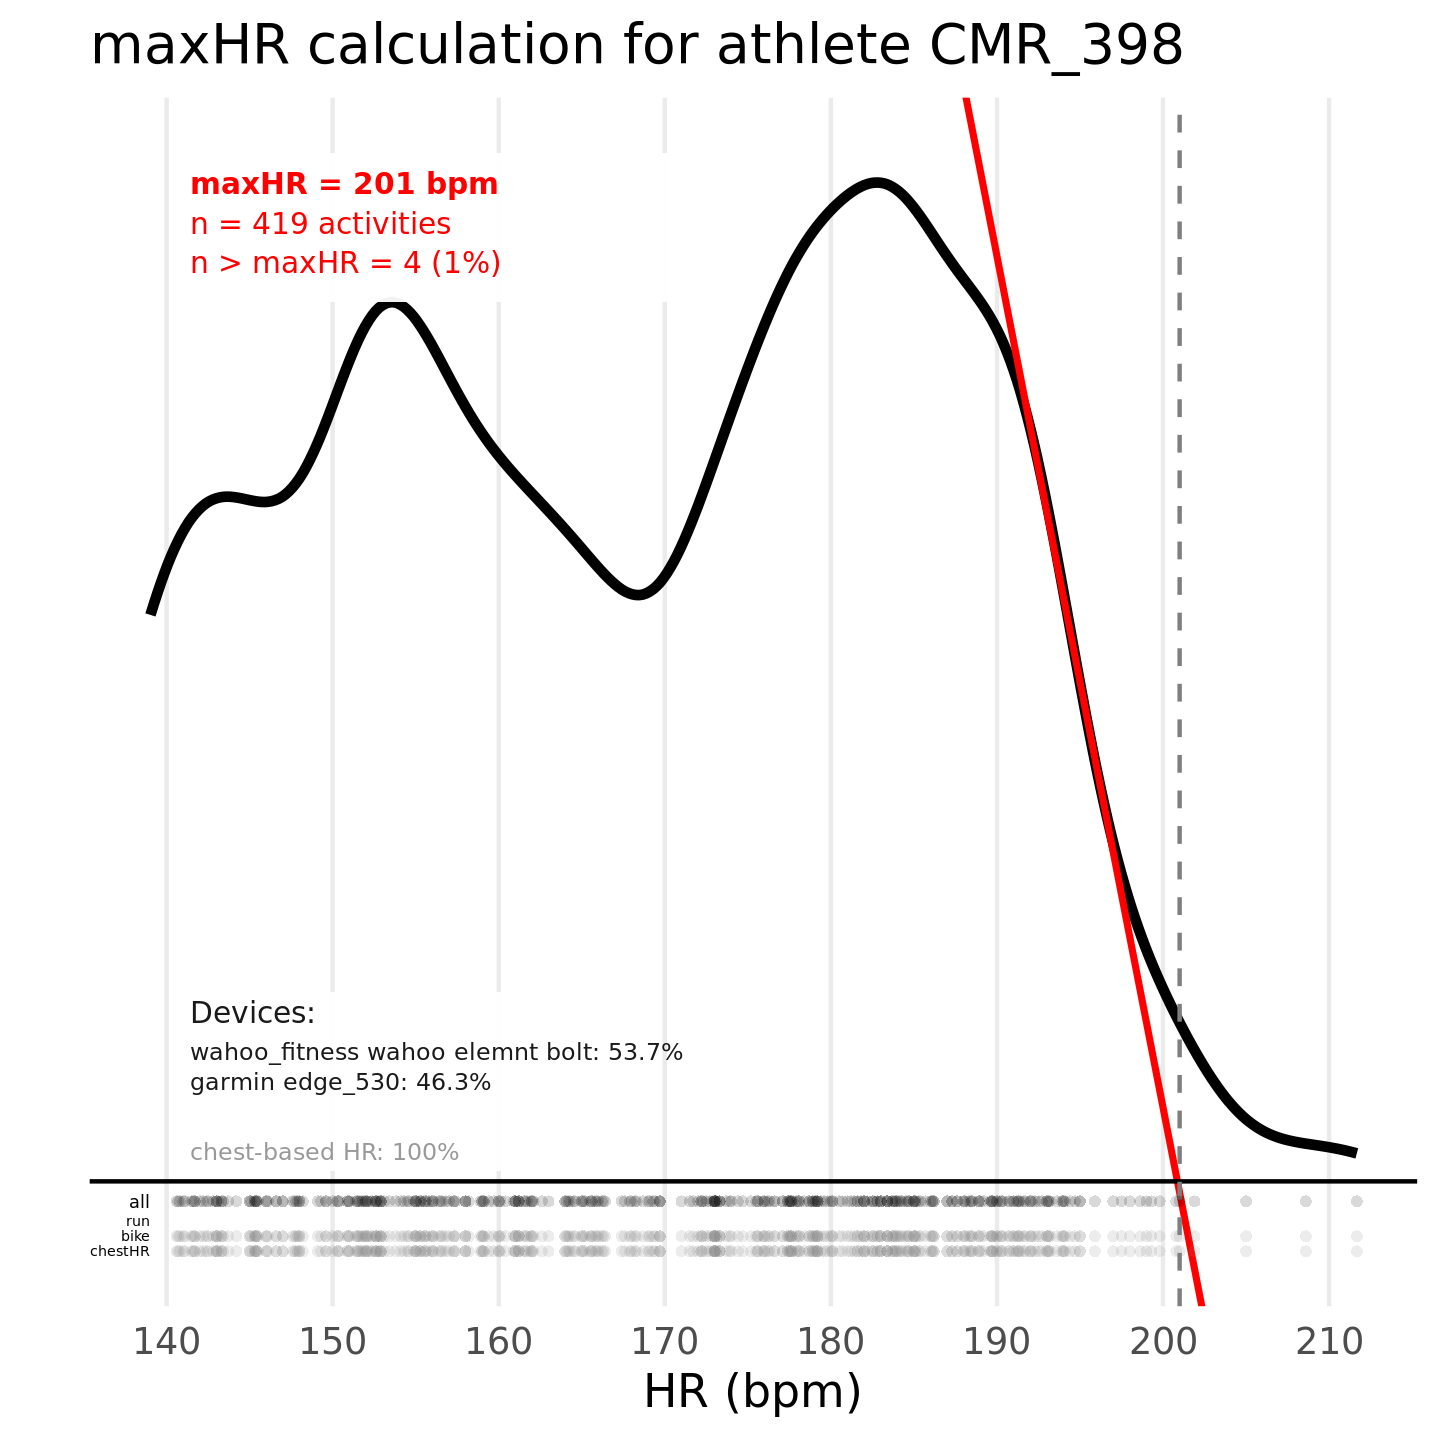 maxHR calculation for athlete CMR_398
maxHR = 201 bpm
n = 419 activities
n > maxHR = 4 (1%)
Devices:
wahoo_fitness wahoo elemnt bolt: 53.7%
garmin edge_530: 46.3%
chest-based HR: 100%
all
run
bike
chestHR
140 150 160 170 180 190 200 210
HR (bpm)